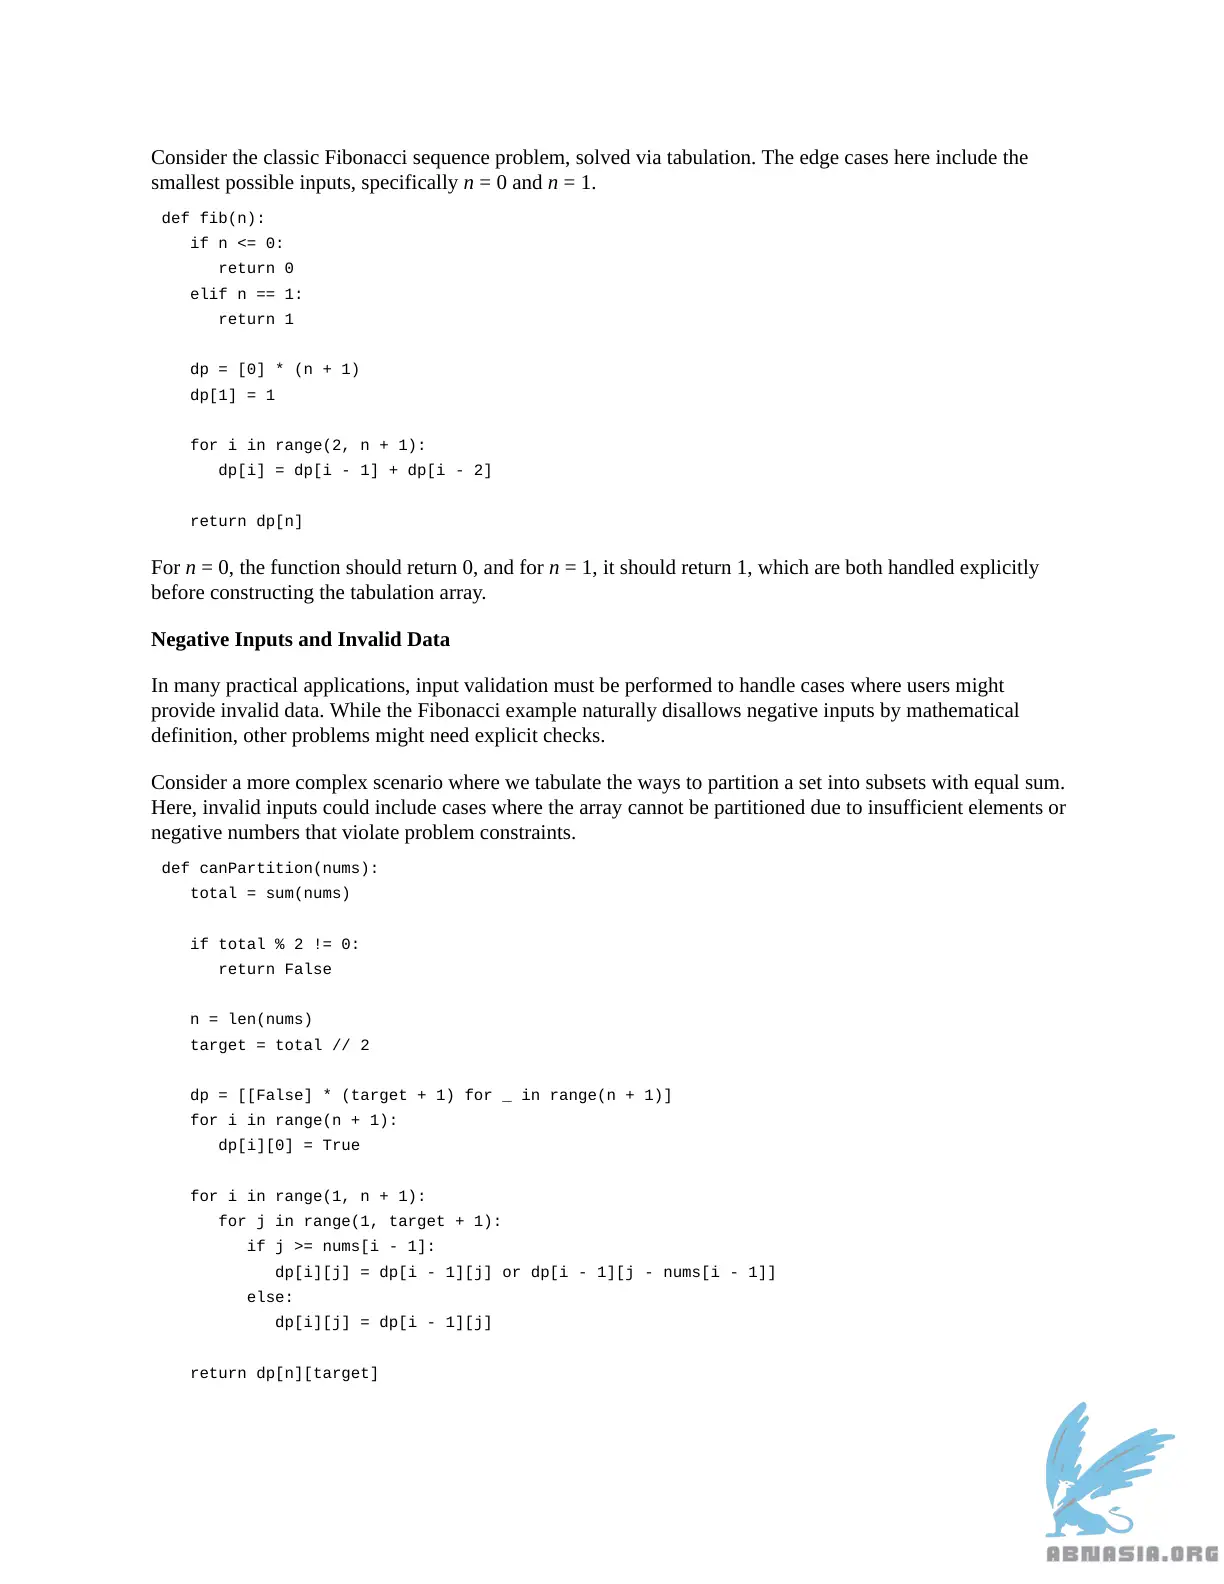 Consider the classic Fibonacci sequence problem, solved via tabulation. The edge cases here include the
smallest possible inputs, specifically n = 0 and n = 1.
def fib(n):
   if n <= 0:
      return 0
   elif n == 1:
      return 1

   dp = [0] * (n + 1)
   dp[1] = 1

   for i in range(2, n + 1):
      dp[i] = dp[i - 1] + dp[i - 2]

   return dp[n]
For n = 0, the function should return 0, and for n = 1, it should return 1, which are both handled explicitly
before constructing the tabulation array.
Negative Inputs and Invalid Data
In many practical applications, input validation must be performed to handle cases where users might
provide invalid data. While the Fibonacci example naturally disallows negative inputs by mathematical
definition, other problems might need explicit checks.
Consider a more complex scenario where we tabulate the ways to partition a set into subsets with equal sum.
Here, invalid inputs could include cases where the array cannot be partitioned due to insufficient elements or
negative numbers that violate problem constraints.
def canPartition(nums):
   total = sum(nums)

   if total % 2 != 0:
      return False

   n = len(nums)
   target = total // 2

   dp = [[False] * (target + 1) for _ in range(n + 1)]
   for i in range(n + 1):
      dp[i][0] = True

   for i in range(1, n + 1):
      for j in range(1, target + 1):
         if j >= nums[i - 1]:
            dp[i][j] = dp[i - 1][j] or dp[i - 1][j - nums[i - 1]]
         else:
            dp[i][j] = dp[i - 1][j]

   return dp[n][target]
ABNASIA.ORG